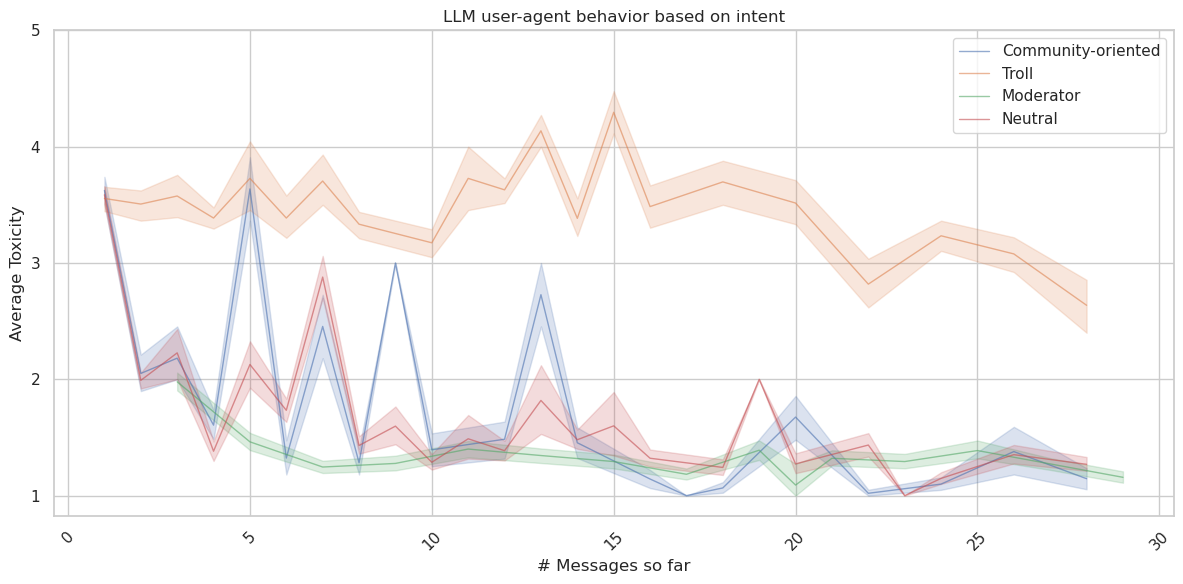 LLM user-agent behavior based on intent
Community-oriented
Troll
Moderator
Neutral
Average Toxicity
5
4
3
2
1
0
5
10
15
20
25
30
# Messages so far